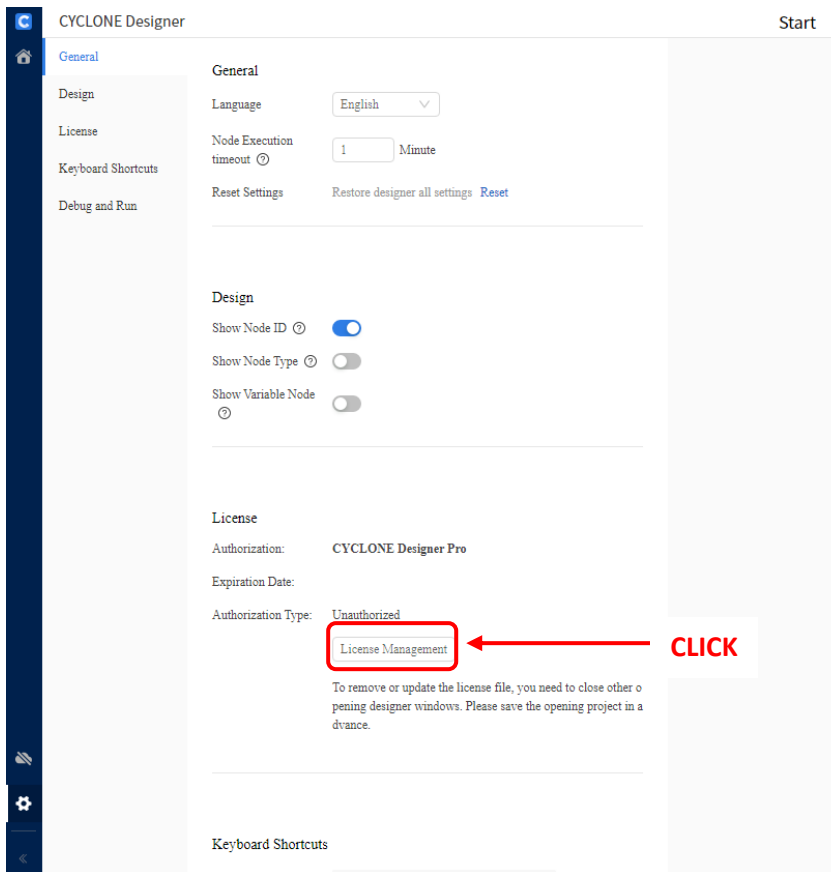 C CYCLONE Designer Start
General
Design
License
Keyboard Shortcuts
Debug and Run
General
Language English
Node Execution
timeout ? 1 Minute
Reset Settings Restore designer all settings Reset
Design
Show Node ID ?
Show Node Type ?
Show Variable Node
?
License
Authorization: CYCLONE Designer Pro
Expiration Date:
Authorization Type: Unauthorized
License Management CLICK
To remove or update the license file, you need to close other o
pening designer windows. Please save the opening project in a
dvance.
Keyboard Shortcuts